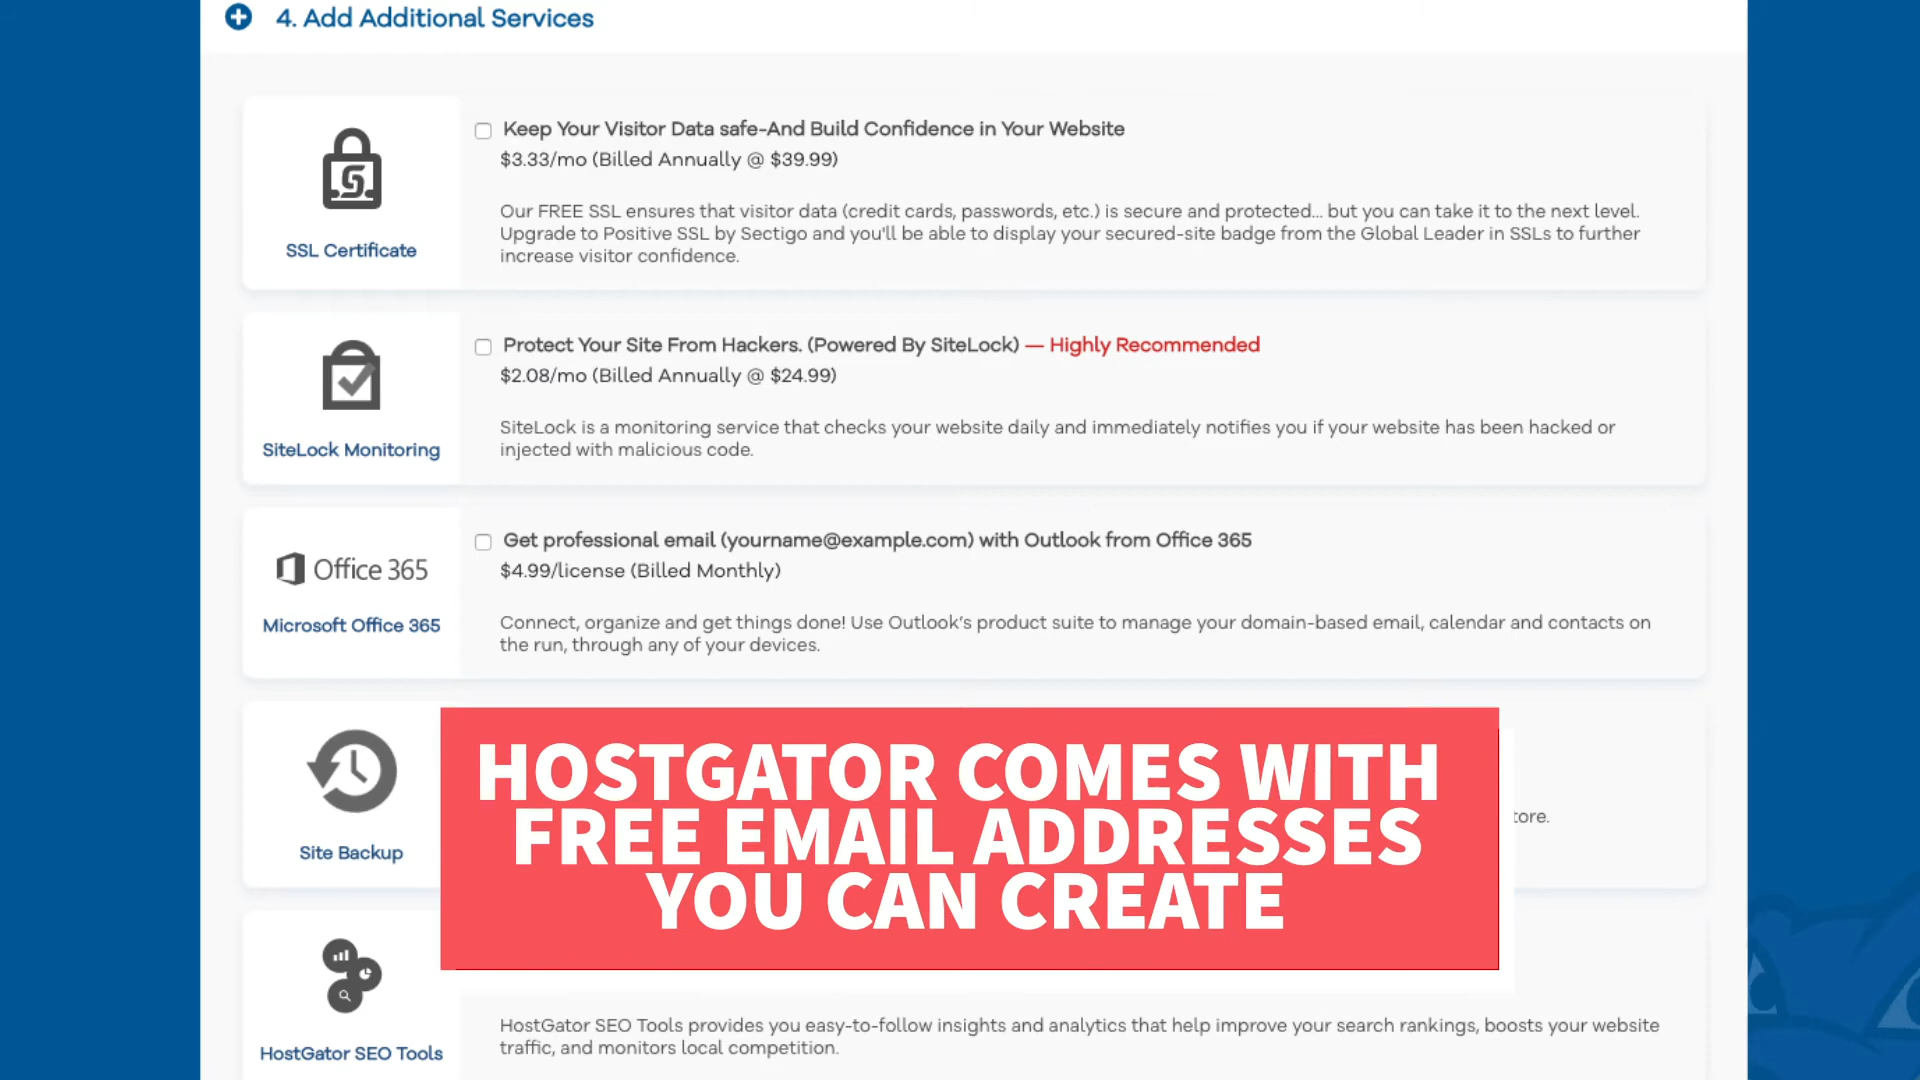 4. Add Additional Services
Keep Your Visitor Data safe-And Build Confidence in Your Website
$3.33/mo (Billed Annually @ $39.99)
Our FREE SSL ensures that visitor data (credit cards, passwords, etc.) is secure and protected... but you can take it to the next level.
Upgrade to Positive SSL by Sectigo and you'll be able to display your secured-site badge from the Global Leader in SSLs to further
increase visitor confidence.
SSL Certificate
Protect Your Site From Hackers. (Powered By SiteLock) — Highly Recommended
$2.08/mo (Billed Annually @ $24.99)
SiteLock is a monitoring service that checks your website daily and immediately notifies you if your website has been hacked or
injected with malicious code.
SiteLock Monitoring
Get professional email (yourname@example.com) with Outlook from Office 365
$4.99/license (Billed Monthly)
Office 365
Connect, organize and get things done! Use Outlook's product suite to manage your domain-based email, calendar and contacts on
the run, through any of your devices.
Microsoft Office 365
HOSTGATOR COMES WITH
FREE EMAIL ADDRESSES
YOU CAN CREATE
Site Backup
HostGator SEO Tools provides you easy-to-follow insights and analytics that help improve your search rankings, boosts your website
traffic, and monitors local competition.
HostGator SEO Tools